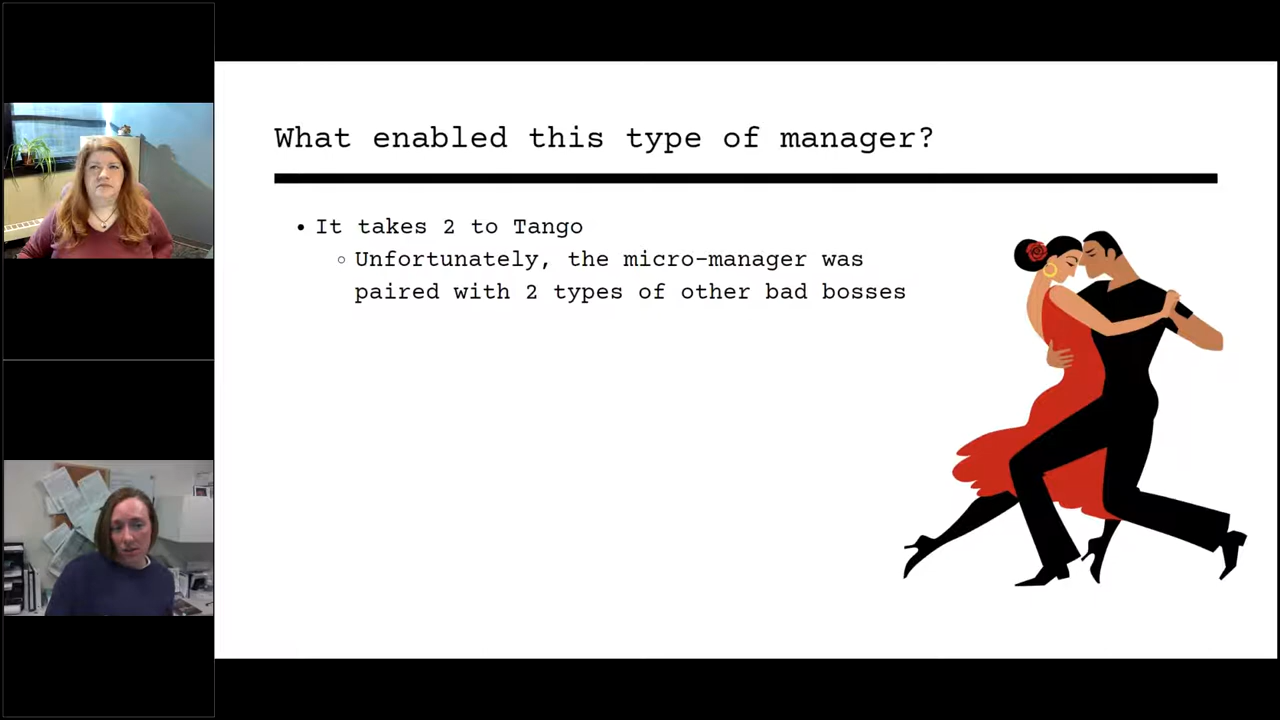 What enabled this type of manager?
• It takes 2 to Tango
○ Unfortunately, the micro-manager was
paired with 2 types of other bad bosses